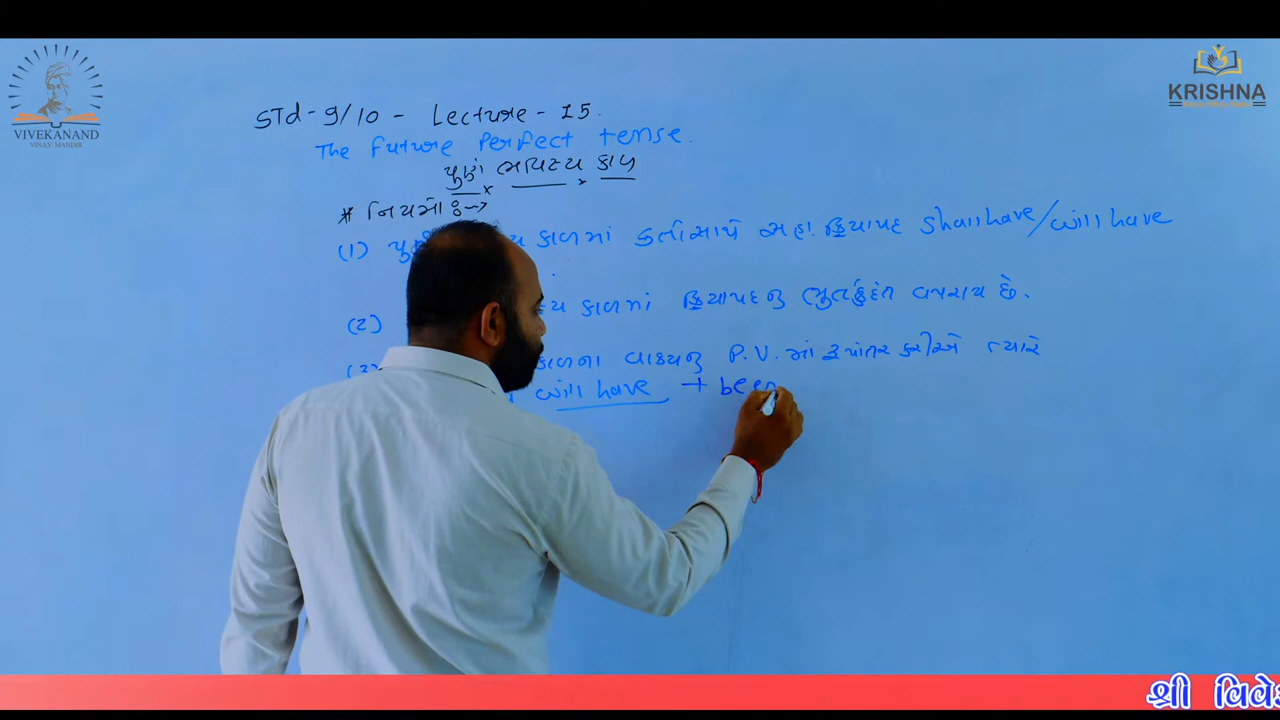 VIVEKANAND
VINAY MANDIR
KRISHNA
STd-9/10 - Lecture - 15.
The Future Perfect tense.
પૂર્ણ ભવિષ્ય કાળ
* નિયમો :->
(1) કાળમાં કર્તા સાથે સહા. ક્રિયાપદ shall have/will have
(2) કાળમાં ક્રિયાપદનું ભૂતકૃદંત વપરાય છે.
(3) કાળના વાક્યનું P.V. માં રૂપાંતર કરીએ ત્યારે
will have + been
શ્રી વિવે